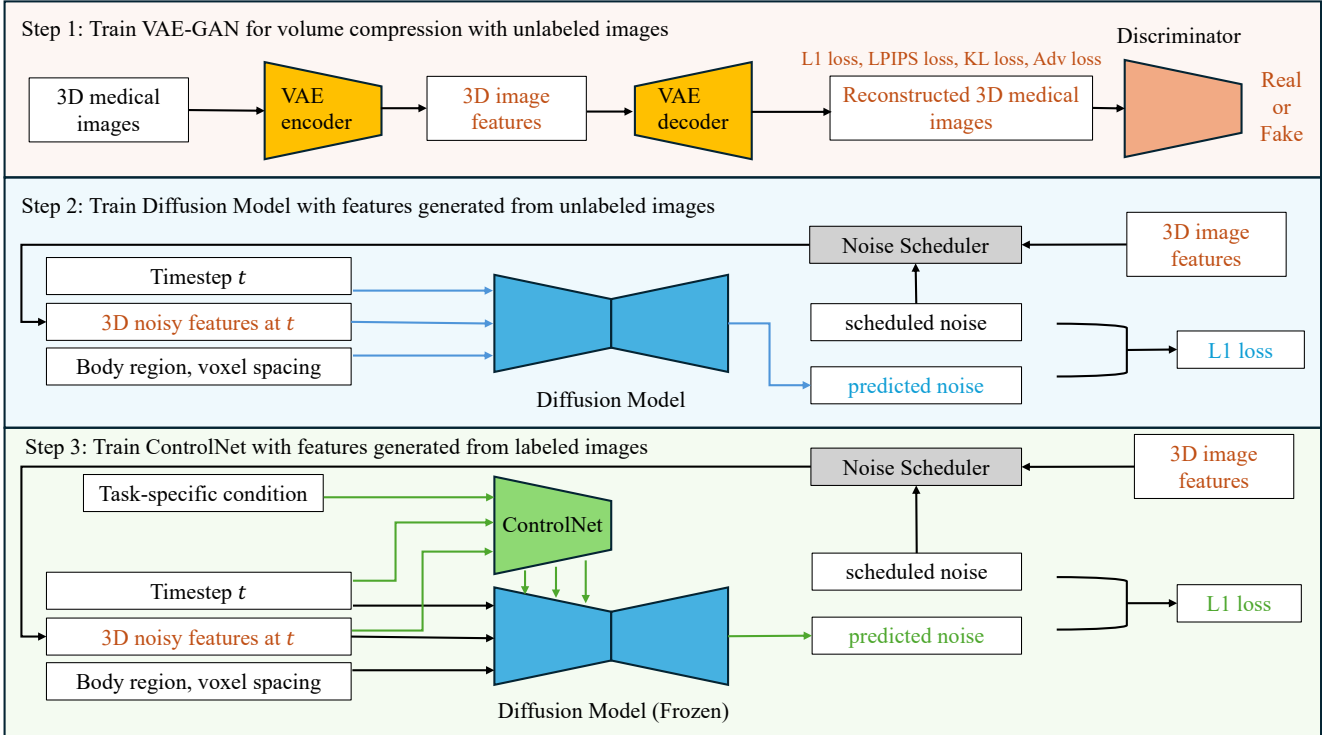 Step 1: Train VAE-GAN for volume compression with unlabeled images
Discriminator
L1 loss, LPIPS loss, KL loss, Adv loss
3D medical
images
VAE
encoder
3D image
features
VAE
decoder
Reconstructed 3D medical
images
Real
or
Fake
Step 2: Train Diffusion Model with features generated from unlabeled images
Noise Scheduler
3D image
features
Timestep t
3D noisy features at t
Body region, voxel spacing
Diffusion Model
scheduled noise
predicted noise
L1 loss
Step 3: Train ControlNet with features generated from labeled images
Noise Scheduler
3D image
features
Task-specific condition
ControlNet
Timestep t
3D noisy features at t
Body region, voxel spacing
Diffusion Model (Frozen)
scheduled noise
predicted noise
L1 loss